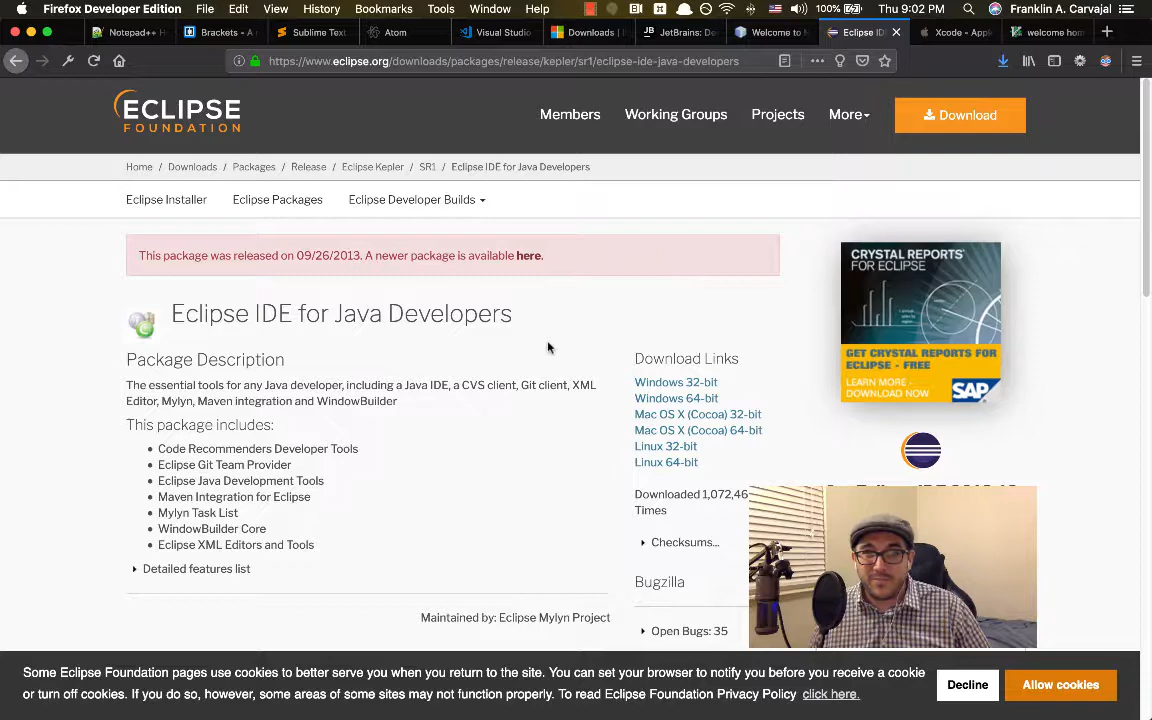 Firefox Developer Edition File Edit View History Bookmarks Tools Window Help 100% Thu 9:02 PM Franklin A. Carvajal
Notepad++ H Brackets - A Sublime Text Atom Visual Studio Downloads | JetBrains: De Welcome to N Eclipse ID Xcode - Apple welcome hom
https://www.eclipse.org/downloads/packages/release/kepler/sr1/eclipse-ide-java-developers
ECLIPSE
FOUNDATION
Members Working Groups Projects More Download
Home / Downloads / Packages / Release / Eclipse Kepler / SR1 / Eclipse IDE for Java Developers
Eclipse Installer Eclipse Packages Eclipse Developer Builds
This package was released on 09/26/2013. A newer package is available here.
Eclipse IDE for Java Developers
Package Description
The essential tools for any Java developer, including a Java IDE, a CVS client, Git client, XML
Editor, Mylyn, Maven integration and WindowBuilder
This package includes:
• Code Recommenders Developer Tools
• Eclipse Git Team Provider
• Eclipse Java Development Tools
• Maven Integration for Eclipse
• Mylyn Task List
• WindowBuilder Core
• Eclipse XML Editors and Tools
Detailed features list
Maintained by: Eclipse Mylyn Project
Download Links
Windows 32-bit
Windows 64-bit
Mac OS X (Cocoa) 32-bit
Mac OS X (Cocoa) 64-bit
Linux 32-bit
Linux 64-bit
Downloaded 1,072,46
Times
Checksums...
Bugzilla
Open Bugs: 35
CRYSTAL REPORTS®
FOR ECLIPSE
GET CRYSTAL REPORTS FOR
ECLIPSE - FREE
LEARN MORE -
DOWNLOAD NOW
SAP
Some Eclipse Foundation pages use cookies to better serve you when you return to the site. You can set your browser to notify you before you receive a cookie
or turn off cookies. If you do so, however, some areas of some sites may not function properly. To read Eclipse Foundation Privacy Policy click here.
Decline Allow cookies